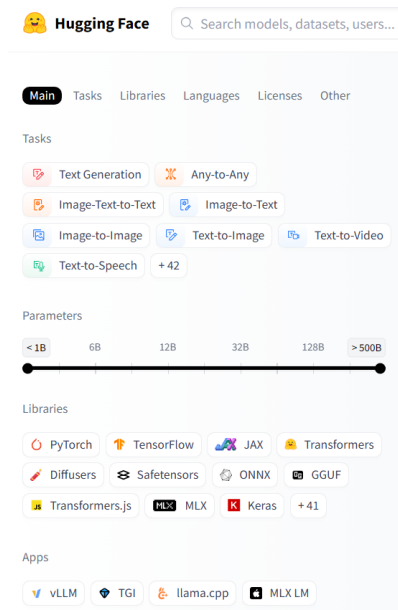 Hugging Face Search models, datasets, users...
Main Tasks Libraries Languages Licenses Other
Tasks
Text Generation Any-to-Any
Image-Text-to-Text Image-to-Text
Image-to-Image Text-to-Image Text-to-Video
Text-to-Speech + 42
Parameters
< 1B 6B 12B 32B 128B > 500B
Libraries
PyTorch TensorFlow JAX Transformers
Diffusers Safetensors ONNX GGUF
JS Transformers.js MLX MLX K Keras + 41
Apps
vLLM TGI llama.cpp MLX LM